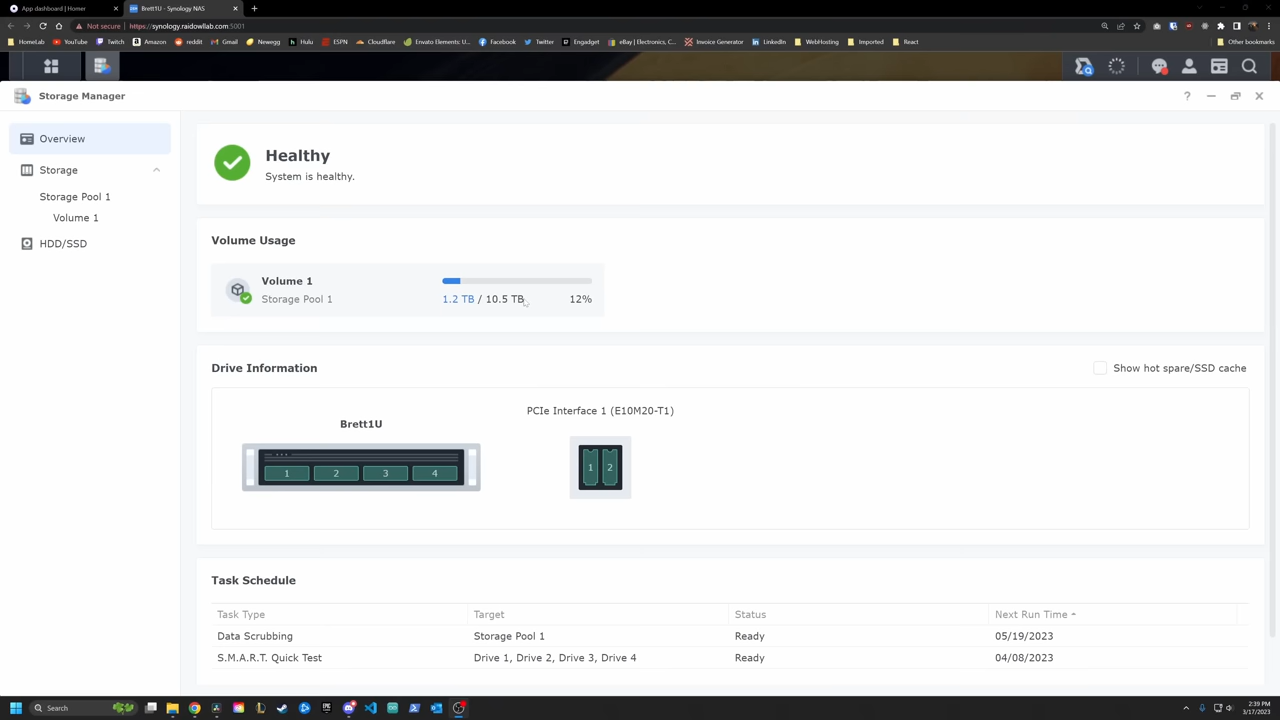 App dashboard | Homer
Brett1U - Synology NAS
Not secure | https://synology.raidowllab.com:5001
HomeLab YouTube Twitch Amazon reddit Gmail Newegg Hulu ESPN Cloudflare Envato Elements: U... Facebook Twitter Engadget eBay | Electronics, C... Invoice Generator LinkedIn WebHosting Imported React Other bookmarks
Storage Manager
?
Overview
Storage
Storage Pool 1
Volume 1
HDD/SSD
Healthy
System is healthy.
Volume Usage
Volume 1
Storage Pool 1
1.2 TB / 10.5 TB 12%
Drive Information
Show hot spare/SSD cache
Brett1U
1 2 3 4
PCIe Interface 1 (E10M20-T1)
1 2
Task Schedule
Task Type Target Status Next Run Time
Data Scrubbing Storage Pool 1 Ready 05/19/2023
S.M.A.R.T. Quick Test Drive 1, Drive 2, Drive 3, Drive 4 Ready 04/08/2023
Search
2:39 PM
3/17/2023